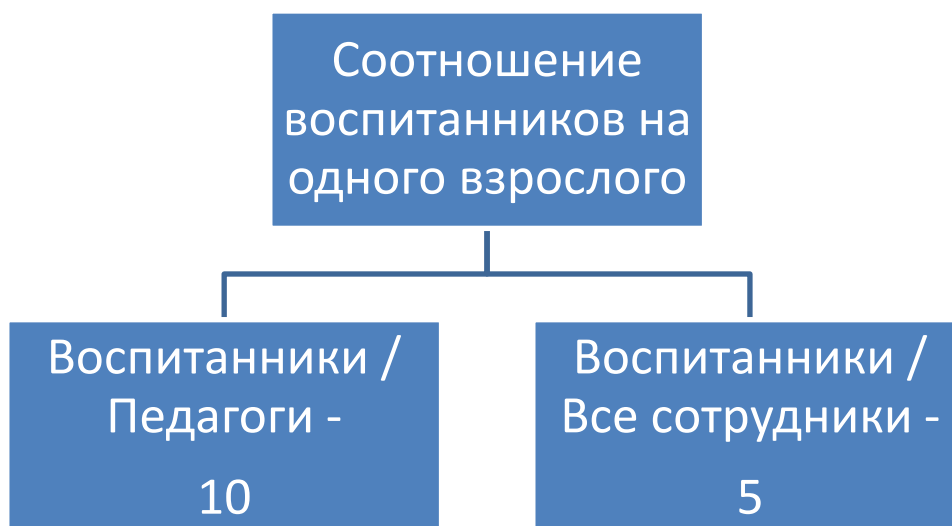 Соотношение
воспитанников на
одного взрослого
Воспитанники /
Педагоги -
10
Воспитанники /
Все сотрудники -
5